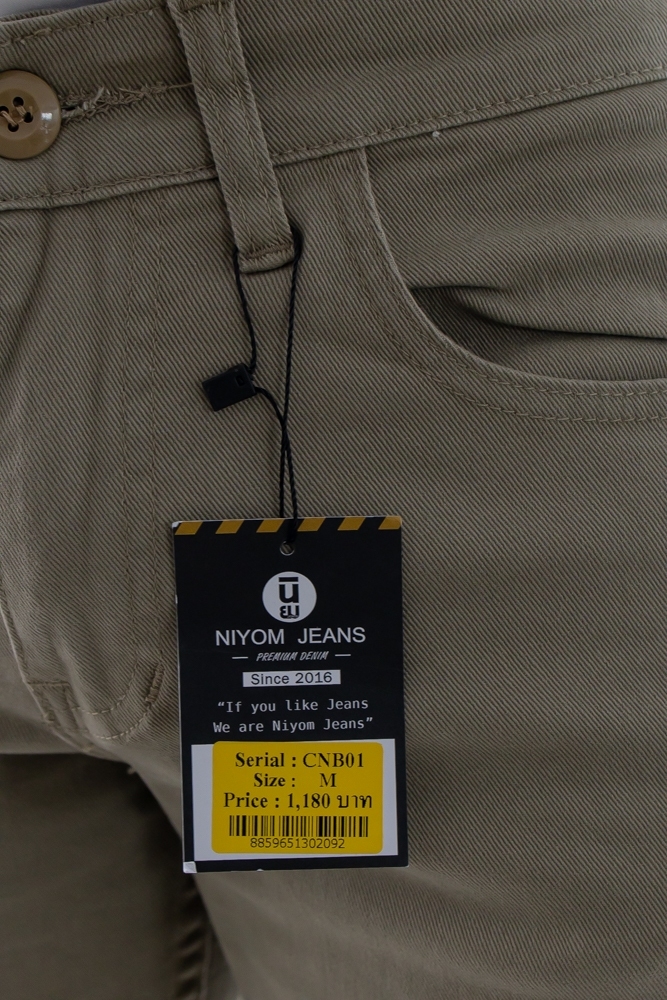 นิ
ยม
NIYOM JEANS
PREMIUM DENIM
Since 2016
“If you like Jeans
We are Niyom Jeans”
Serial : CNB01
Size : M
Price : 1,180 บาท
8859651302092